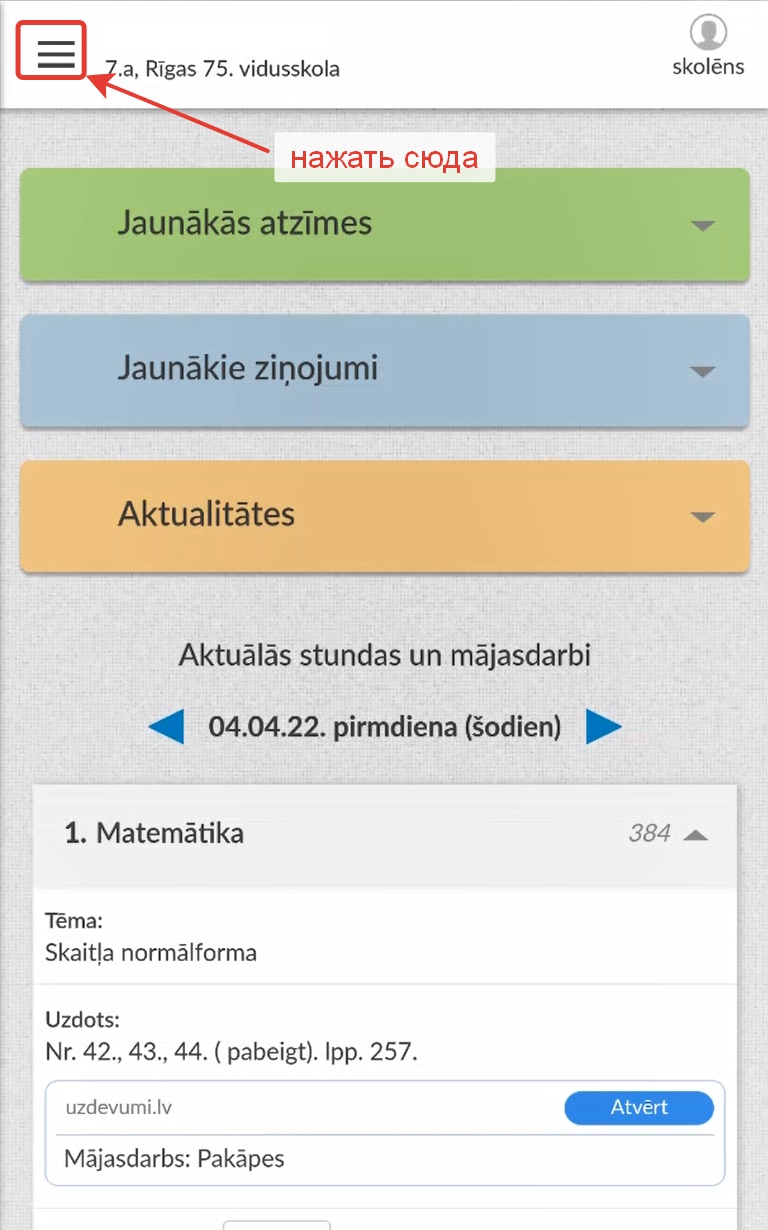 7.a, Rīgas 75. vidusskola
skolēns
нажать сюда
Jaunākās atzīmes
Jaunākie ziņojumi
Aktualitātes
Aktuālās stundas un mājasdarbi
04.04.22. pirmdiena (šodien)
1. Matemātika 384
Tēma:
Skaitļa normālforma
Uzdots:
Nr. 42., 43., 44. ( pabeigt). lpp. 257.
uzdevumi.lv Atvērt
Mājasdarbs: Pakāpes